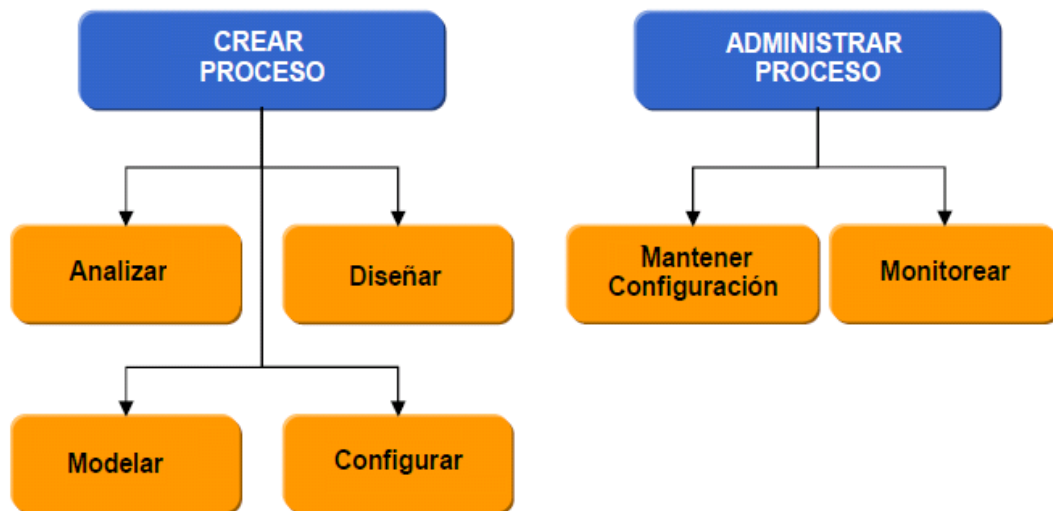 CREAR
PROCESO
ADMINISTRAR
PROCESO
Analizar
Diseñar
Mantener
Configuración
Monitorear
Modelar
Configurar